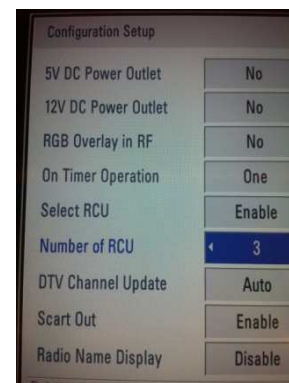 Configuration Setup
5V DC Power Outlet No
12V DC Power Outlet No
RGB Overlay in RF No
On Timer Operation One
Select RCU Enable
Number of RCU 3
DTV Channel Update Auto
Scart Out Enable
Radio Name Display Disable